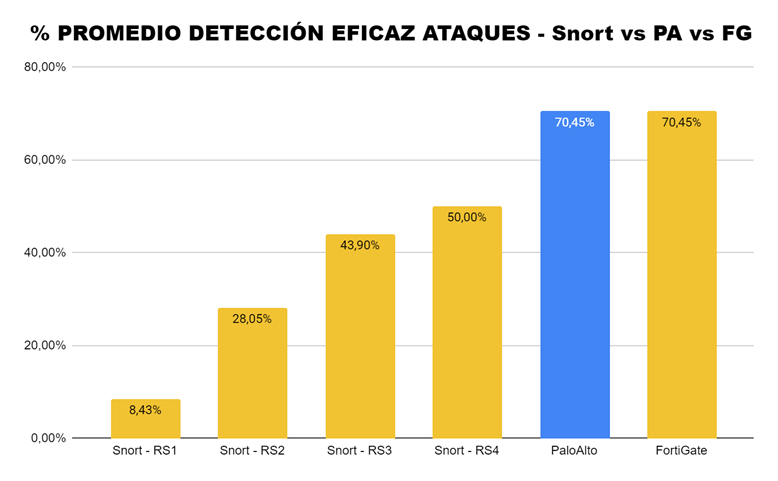 % PROMEDIO DETECCIÓN EFICAZ ATAQUES - Snort vs PA vs FG
80,00%
60,00%
40,00%
20,00%
0,00%
8,43%
28,05%
43,90%
50,00%
70,45%
70,45%
Snort - RS1
Snort - RS2
Snort - RS3
Snort - RS4
PaloAlto
FortiGate